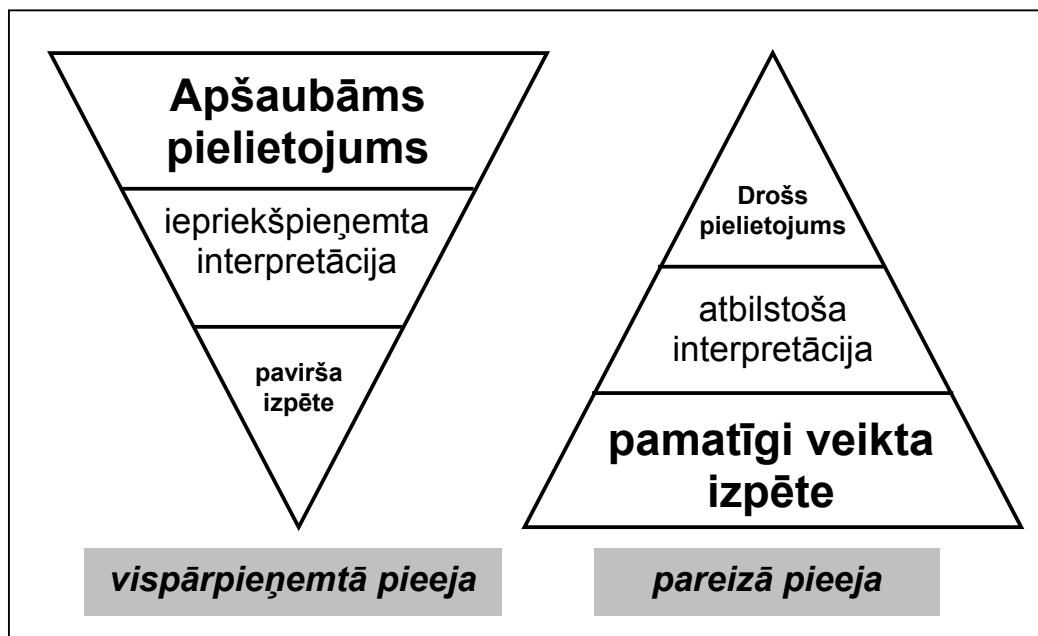 Apšaubāms
pielietojums
iepriekšpieņemta
interpretācija
pavirša
izpēte
vispārpieņemtā pieeja
Drošs
pielietojums
atbilstoša
interpretācija
pamatīgi veikta
izpēte
pareizā pieeja